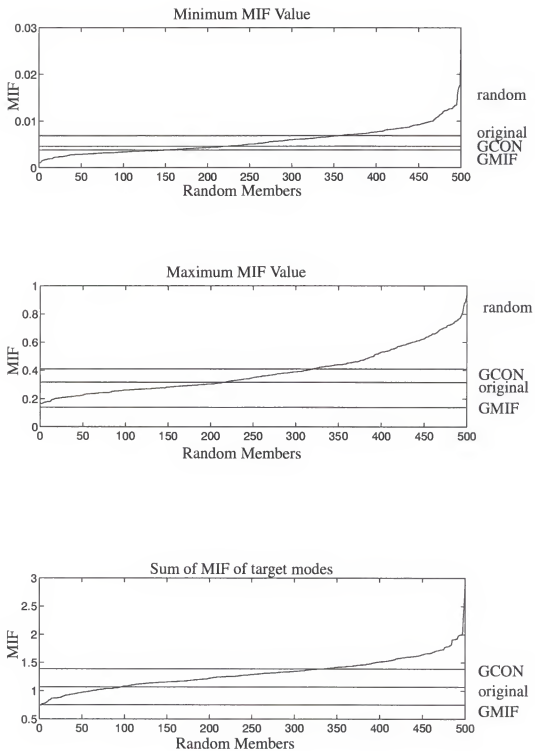 Minimum MIF Value
0.03
0.02
0.01
0
MIF
random
original
GCON
GMIF
0 50 100 150 200 250 300 350 400 450 500
Random Members
Maximum MIF Value
1
0.8
0.6
0.4
0.2
0
MIF
random
GCON
original
GMIF
0 50 100 150 200 250 300 350 400 450 500
Random Members
Sum of MIF of target modes
3
2.5
2
1.5
1
0.5
MIF
GCON
original
GMIF
0 50 100 150 200 250 300 350 400 450 500
Random Members